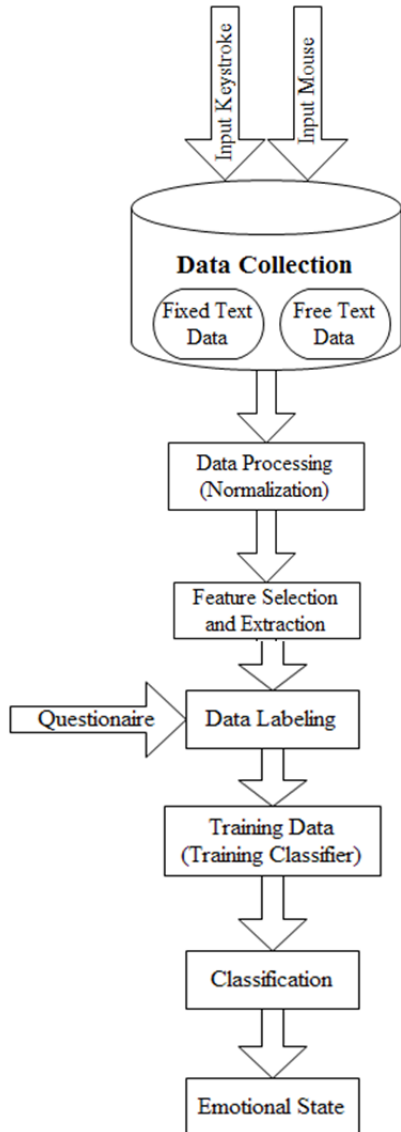 Input Keystroke
Input Mouse
Data Collection
Fixed Text
Data
Free Text
Data
Data Processing
(Normalization)
Feature Selection
and Extraction
Questionaire
Data Labeling
Training Data
(Training Classifier)
Classification
Emotional State